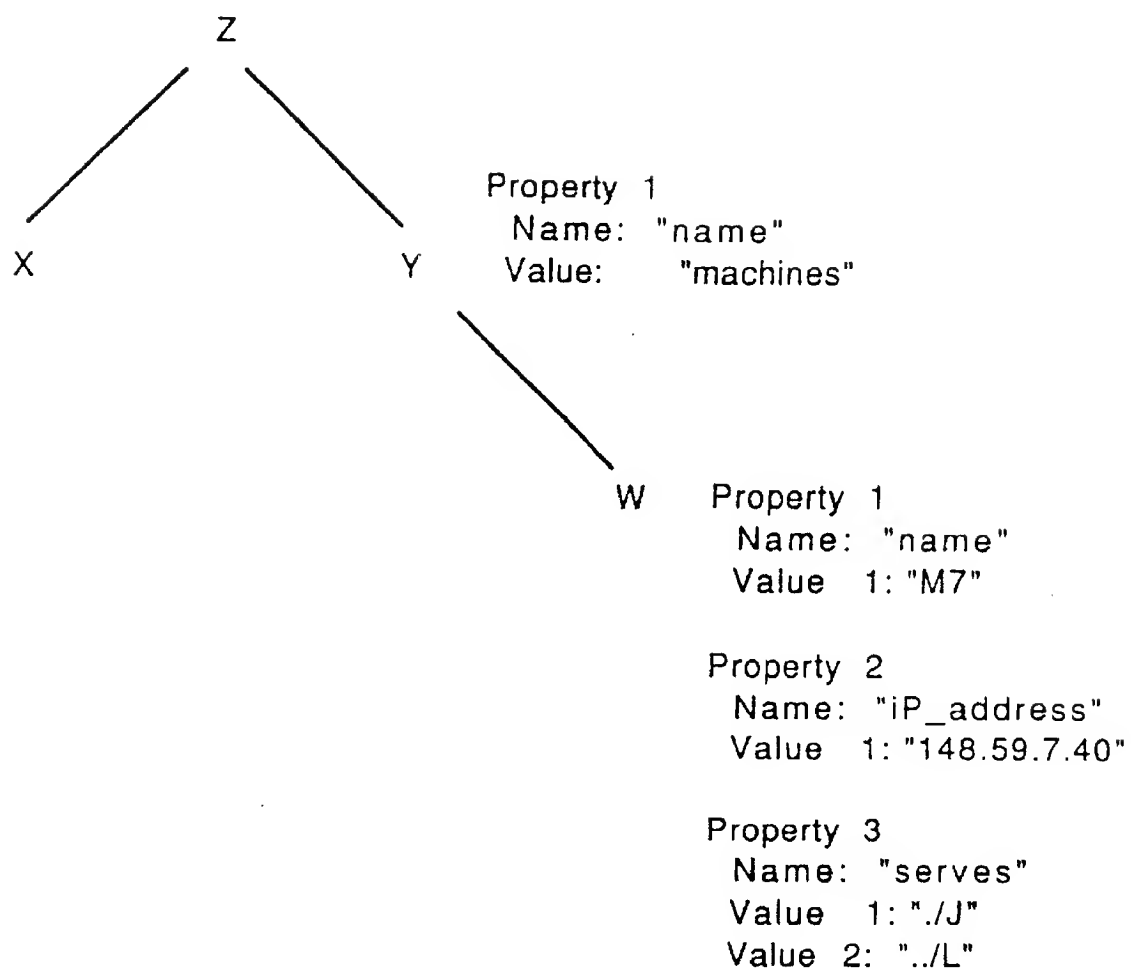 Z
X
Y
Property 1
Name: "name"
Value: "machines"
W
Property 1
Name: "name"
Value 1: "M7"
Property 2
Name: "iP_address"
Value 1: "148.59.7.40"
Property 3
Name: "serves"
Value 1: "./J"
Value 2: "../L"